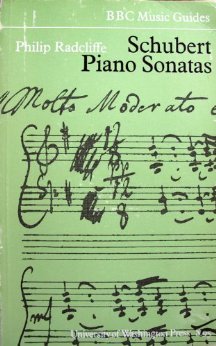 BBC Music Guides
Philip Radcliffe
Schubert
Piano Sonatas
Molto Moderato e
University of Washington Press